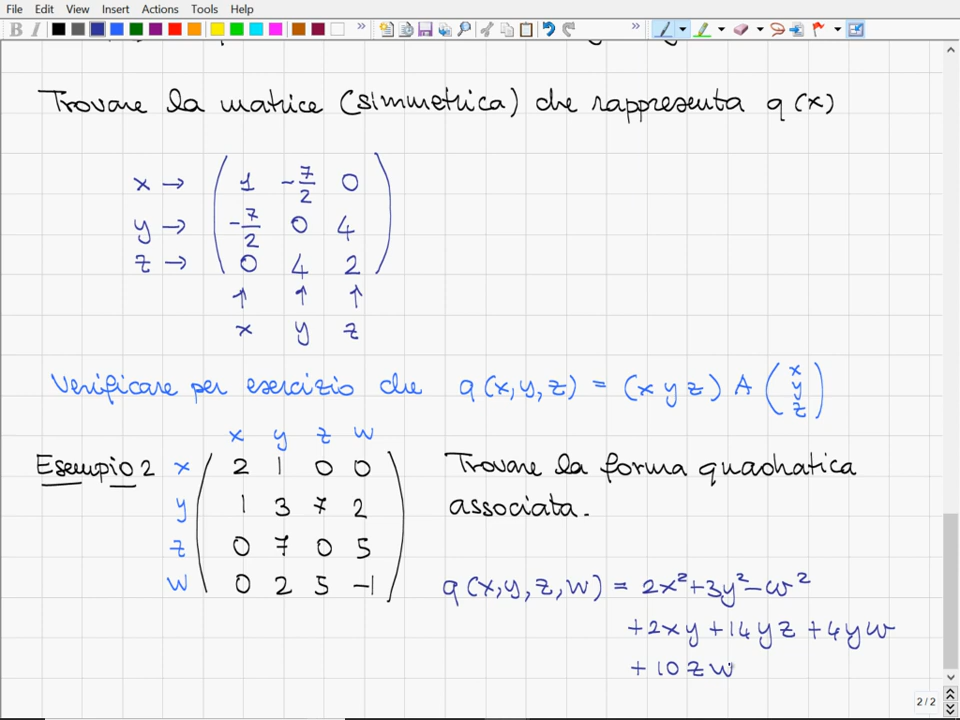 File Edit View Insert Actions Tools Help
B I
Trovare la matrice (simmetrica) che rappresenta q(x)
x → 1 -7/2 0
y → -7/2 0 4
z → 0 4 2
↑ ↑ ↑
x y z
Verificare per esercizio che q(x,y,z) = (x y z) A (x y z)
x y z w
Esempio 2 x 2 1 0 0 Trovare la forma quadratica
y 1 3 7 2 associata.
z 0 7 0 5
w 0 2 5 -1 q(x,y,z,w) = 2x²+3y²-w²
+2xy+14yz+4yw
+10zw
2/2